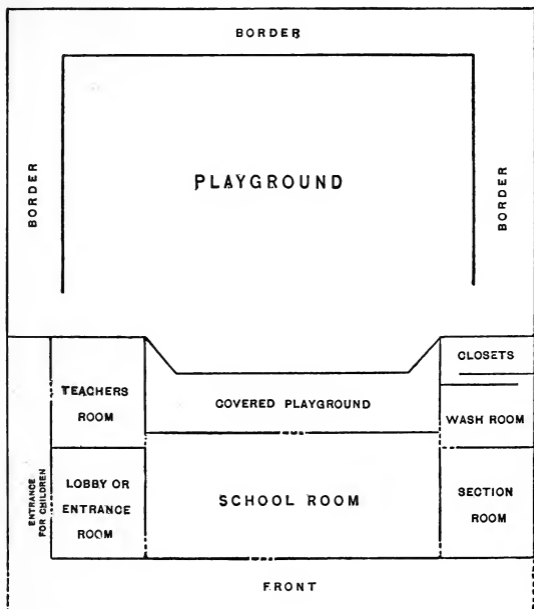 BORDER
BORDER
PLAYGROUND
BORDER
CLOSETS
TEACHERS
ROOM
COVERED PLAYGROUND
WASH ROOM
ENTRANCE
FOR CHILDREN
LOBBY OR
ENTRANCE
ROOM
SCHOOL ROOM
SECTION
ROOM
FRONT